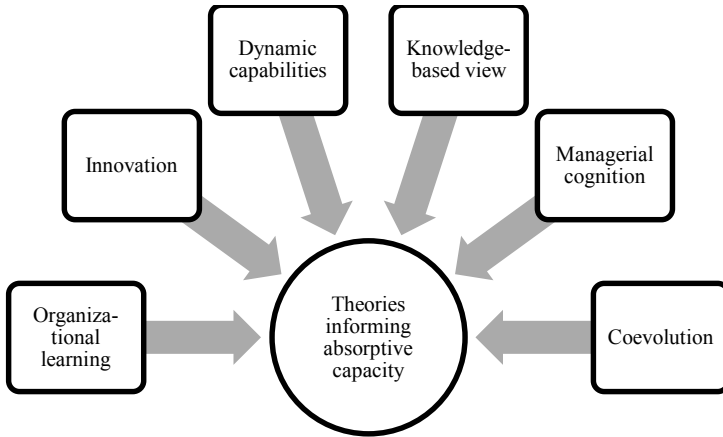 Dynamic
capabilities
Knowledge-
based view
Innovation
Managerial
cognition
Organiza-
tional
learning
Theories
informing
absorptive
capacity
Coevolution